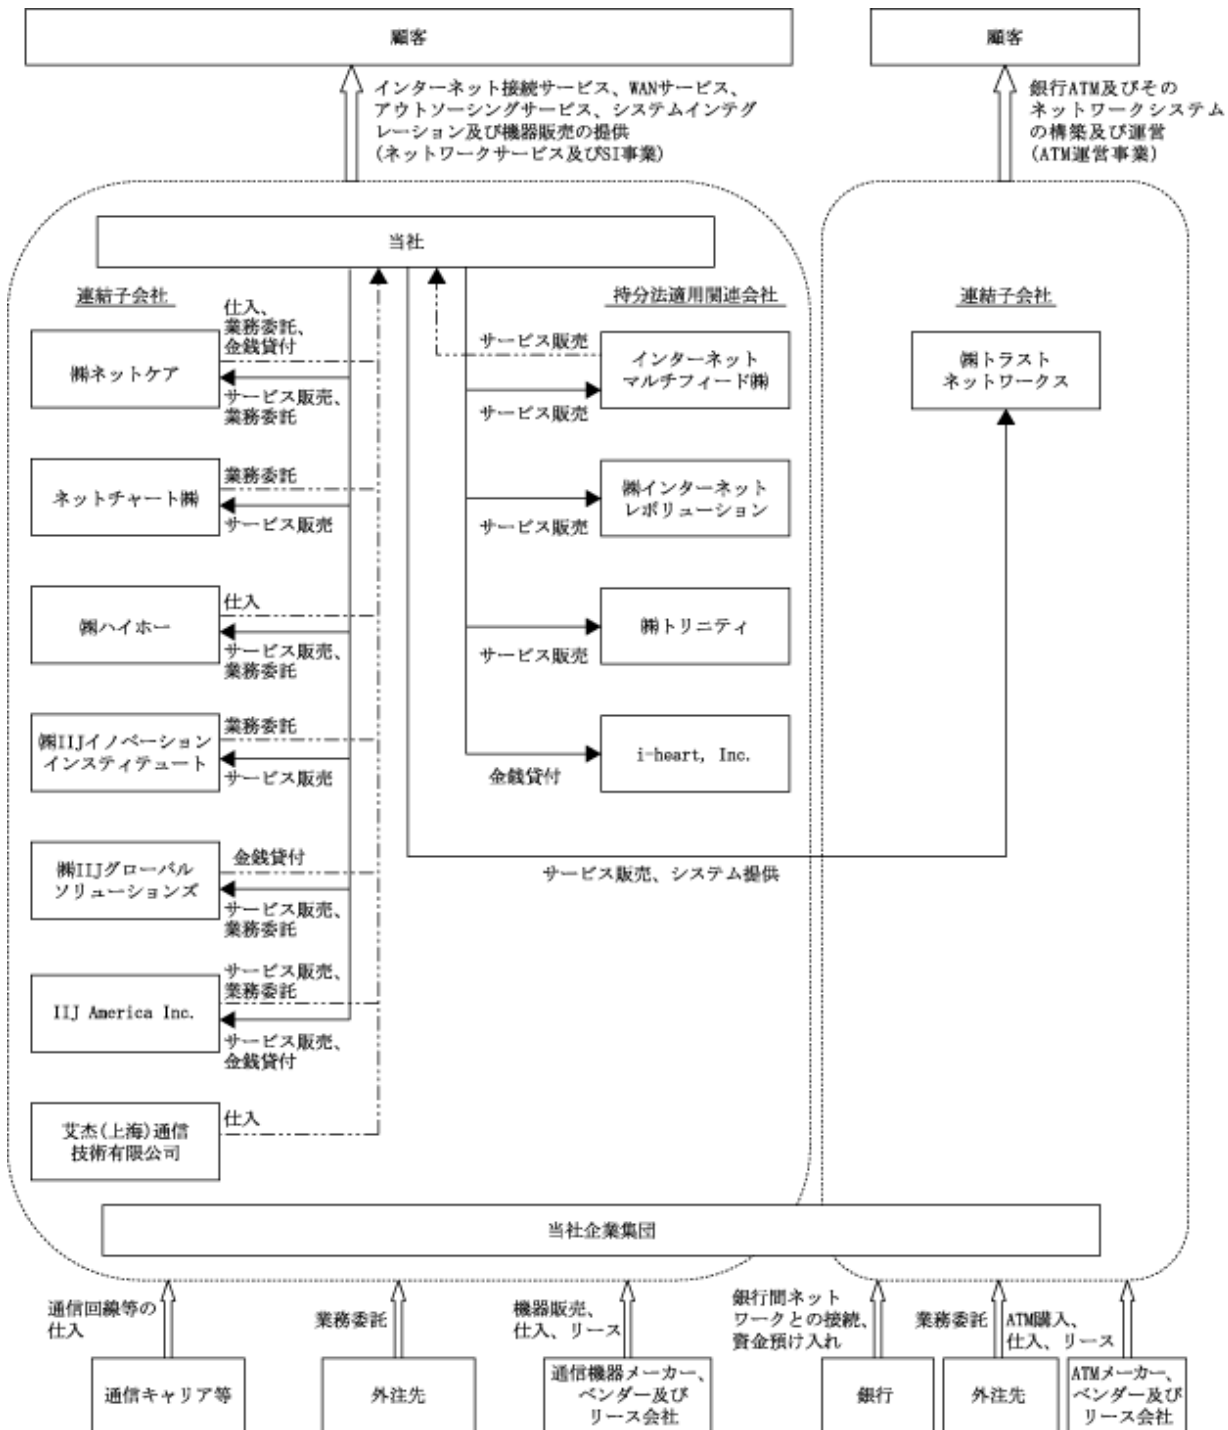 顧客
顧客
インターネット接続サービス、WANサービス、
アウトソーシングサービス、システムインテグ
レーション及び機器販売の提供
(ネットワークサービス及びSI事業)
銀行ATM及びその
ネットワークシステム
の構築及び運営
(ATM運営事業)
当社
連結子会社
持分法適用関連会社
連結子会社
仕入、
業務委託、
金銭貸付
㈱ネットケア
サービス販売、
業務委託
サービス販売
インターネット
マルチフィード㈱
サービス販売
㈱トラスト
ネットワークス
業務委託
ネットチャート㈱
サービス販売
㈱インターネット
レボリューション
サービス販売
仕入
㈱ハイホー
サービス販売、
業務委託
㈱トリニティ
サービス販売
業務委託
㈱IIJイノベーション
インスティテュート
サービス販売
i-heart, Inc.
金銭貸付
金銭貸付
㈱IIJグローバル
ソリューションズ
サービス販売、
業務委託
サービス販売、システム提供
サービス販売、
業務委託
IIJ America Inc.
サービス販売、
金銭貸付
仕入
艾杰(上海)通信
技術有限公司
当社企業集団
通信回線等の
仕入
業務委託
機器販売、
仕入、リース
銀行間ネット
ワークとの接続、
資金預け入れ
業務委託
ATM購入、
仕入、リース
通信キャリア等
外注先
通信機器メーカー、
ベンダー及び
リース会社
銀行
外注先
ATMメーカー、
ベンダー及び
リース会社